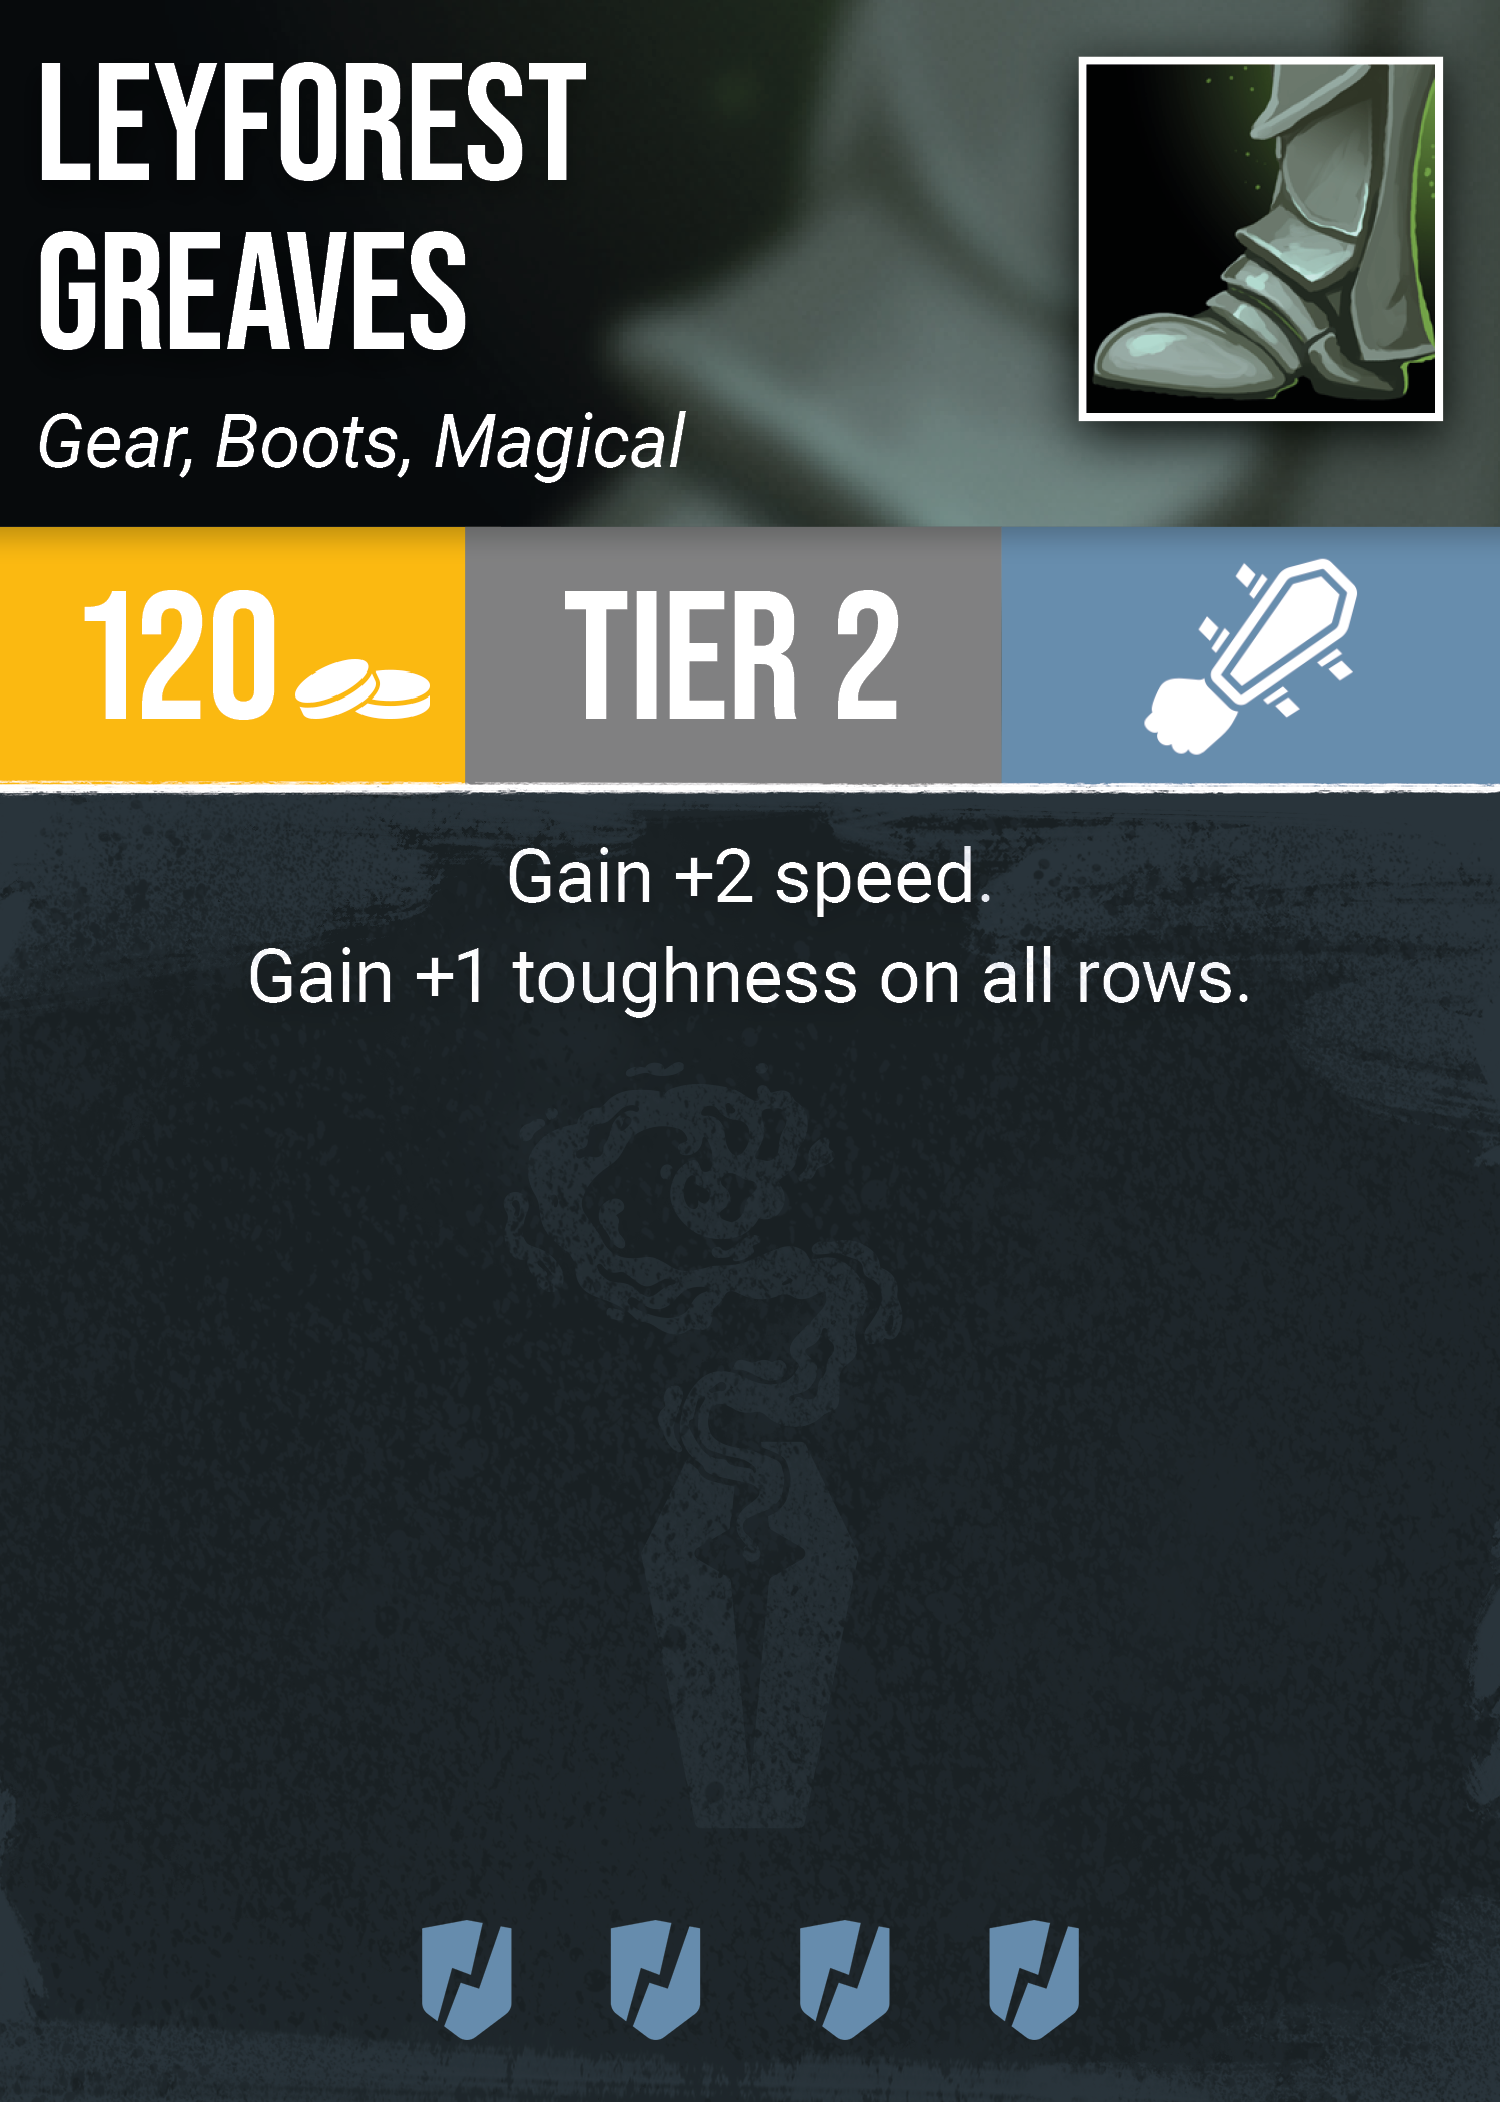 LEYFOREST
GREAVES
Gear, Boots, Magical
120
TIER 2
Gain +2 speed.
Gain +1 toughness on all rows.